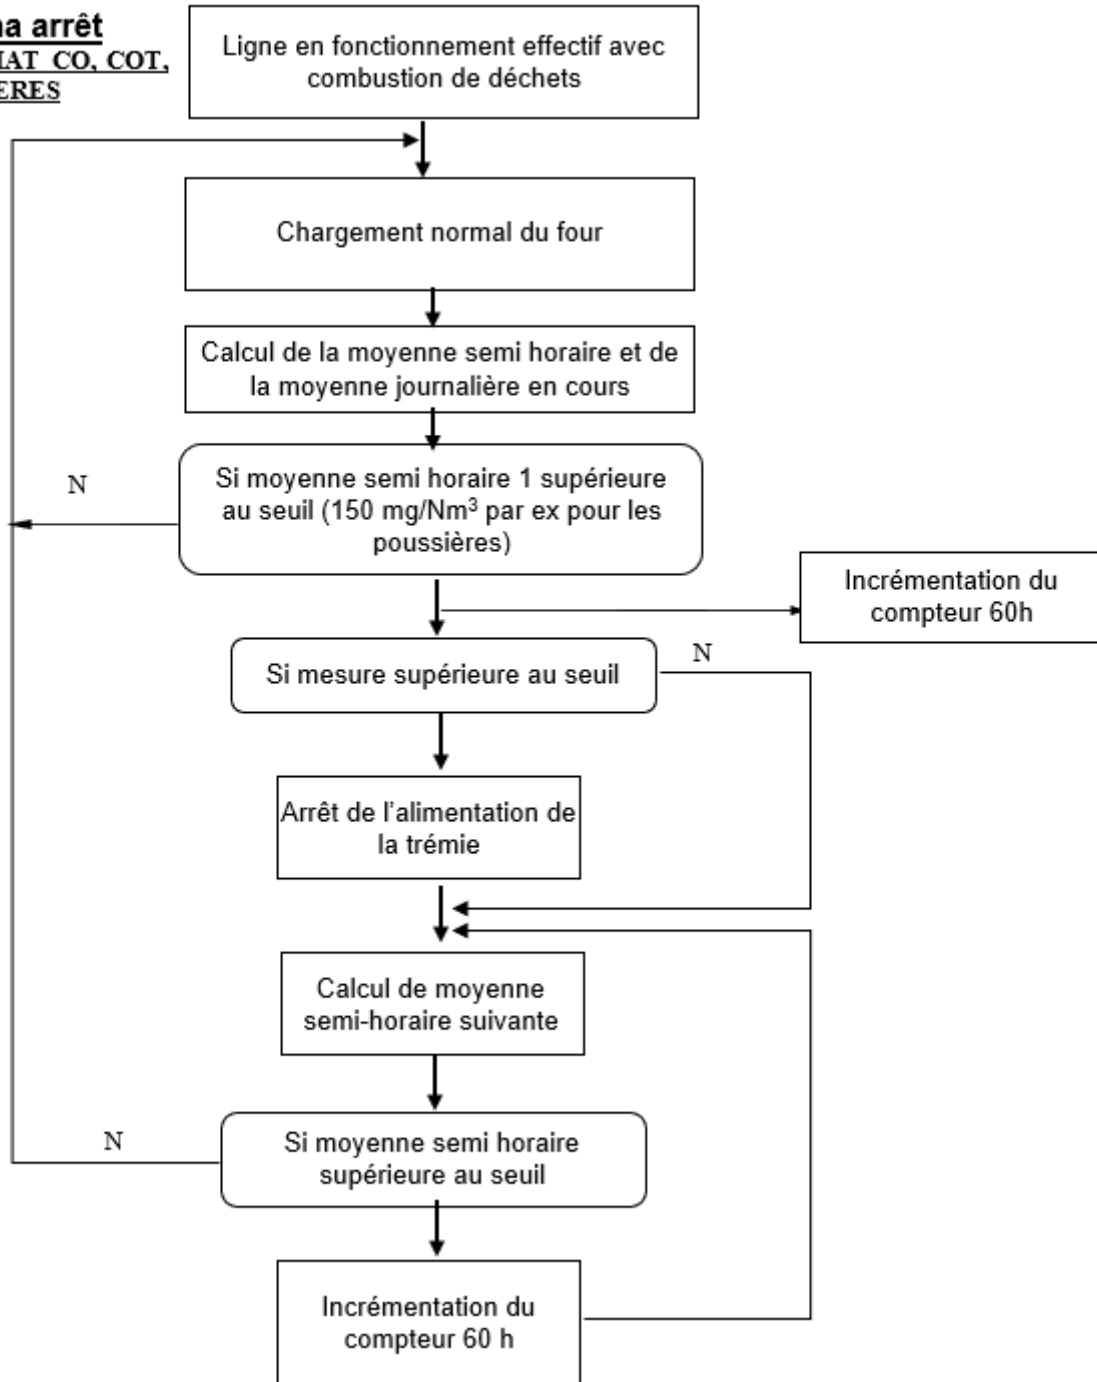 arrêt
CO, COT,
Ligne en fonctionnement effectif avec
combustion de déchets
Chargement normal du four
Calcul de la moyenne semi horaire et de
la moyenne journalière en cours
N
Si moyenne semi horaire 1 supérieure
au seuil (150 mg/Nm³ par ex pour les
poussières)
Incrémentation du
compteur 60h
Si mesure supérieure au seuil
N
Arrêt de l'alimentation de
la trémie
Calcul de moyenne
semi-horaire suivante
N
Si moyenne semi horaire
supérieure au seuil
Incrémentation du
compteur 60 h